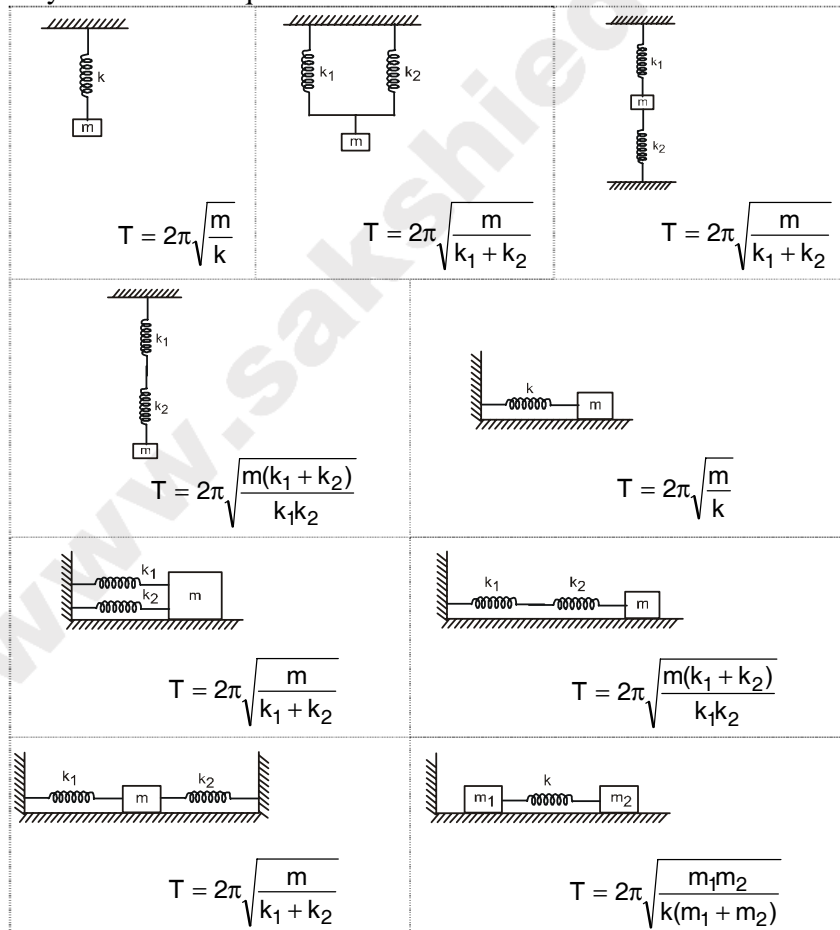 k
m
T = 2π√(m/k)
k₁ k₂
m
T = 2π√(m/(k₁ + k₂))
k₁
m
k₂
T = 2π√(m/(k₁ + k₂))
k₁
k₂
m
T = 2π√(m(k₁ + k₂)/(k₁k₂))
k
m
T = 2π√(m/k)
k₁
k₂
m
T = 2π√(m/(k₁ + k₂))
k₁ k₂
m
T = 2π√(m(k₁ + k₂)/(k₁k₂))
k₁ m k₂
T = 2π√(m/(k₁ + k₂))
m₁ k m₂
T = 2π√(m₁m₂/(k(m₁ + m₂)))
www.sakshied